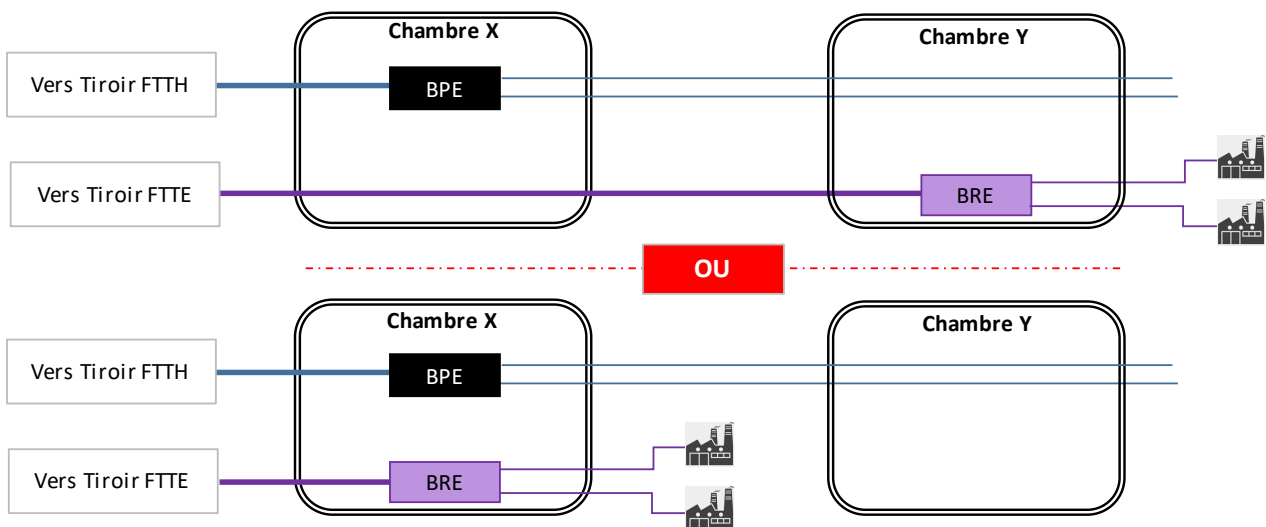 Chambre X
Chambre Y
Vers Tiroir FTTH
BPE
Vers Tiroir FTTE
BRE
OU
Chambre X
Chambre Y
Vers Tiroir FTTH
BPE
Vers Tiroir FTTE
BRE